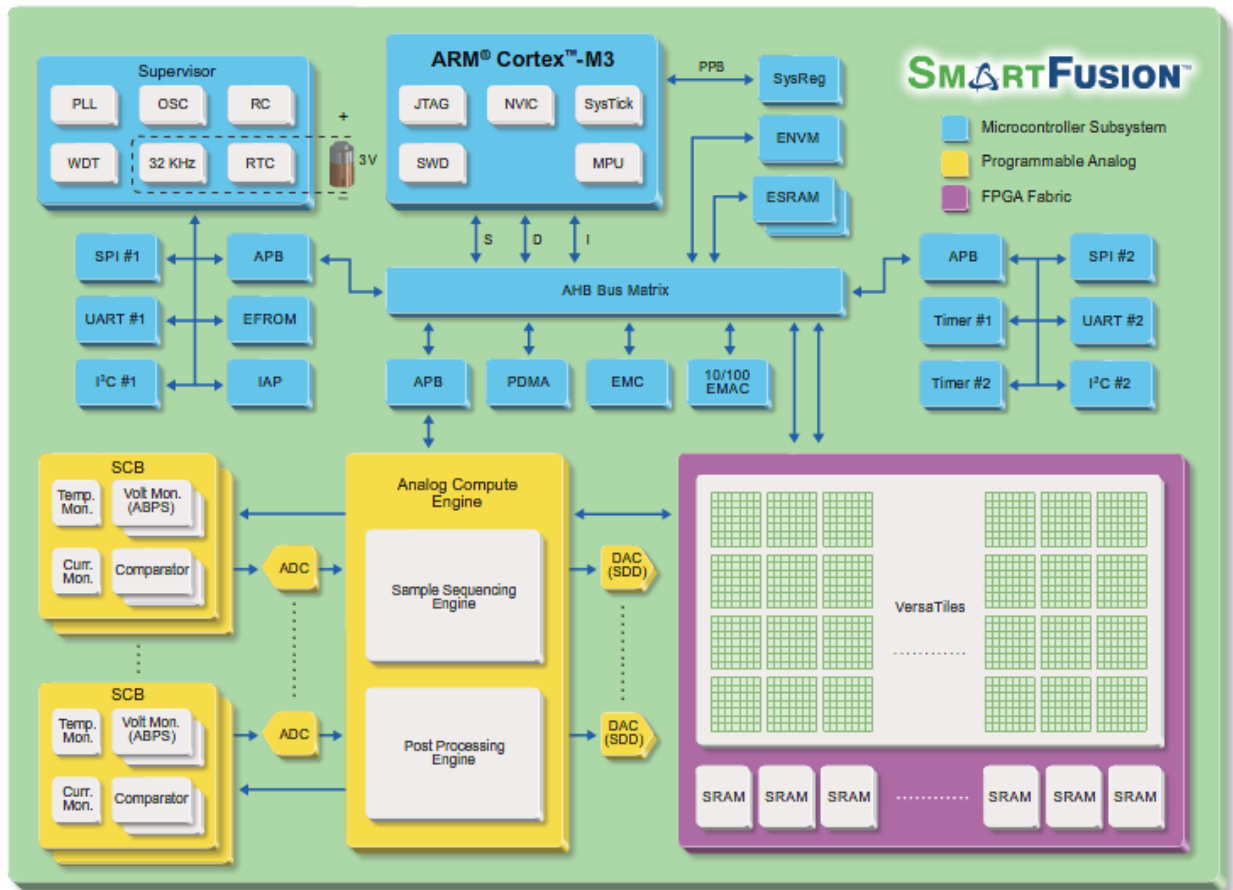 Supervisor
PLL
OSC
RC
WDT
32 KHz
RTC
+
3V
=
ARM® Cortex™-M3
JTAG
NVIC
SysTick
SWD
MPU
PPB
SysReg
ENVM
ESRAM
SMARTFUSION™
Microcontroller Subsystem
Programmable Analog
FPGA Fabric
S
D
I
SPI #1
APB
UART #1
EFROM
I²C #1
IAP
AHB Bus Matrix
APB
PDMA
EMC
10/100
EMAC
APB
SPI #2
Timer #1
UART #2
Timer #2
I²C #2
SCB
Temp.
Mon.
Volt Mon.
(ABPS)
Curr.
Mon.
Comparator
ADC
SCB
Temp.
Mon.
Volt Mon.
(ABPS)
Curr.
Mon.
Comparator
ADC
Analog Compute
Engine
Sample Sequencing
Engine
Post Processing
Engine
DAC
(SDD)
DAC
(SDD)
VersaTiles
SRAM
SRAM
SRAM
SRAM
SRAM
SRAM